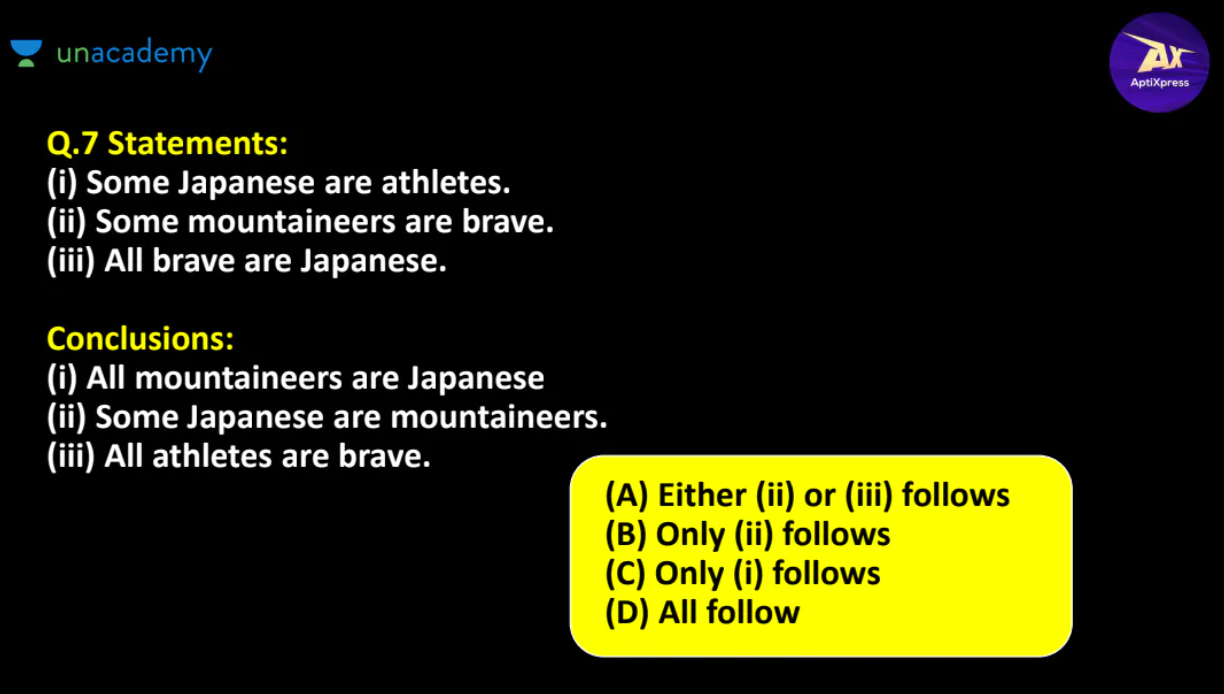 unacademy
AX
AptiXpress
Q.7 Statements:
(i) Some Japanese are athletes.
(ii) Some mountaineers are brave.
(iii) All brave are Japanese.
Conclusions:
(i) All mountaineers are Japanese
(ii) Some Japanese are mountaineers.
(iii) All athletes are brave.
(A) Either (ii) or (iii) follows
(B) Only (ii) follows
(C) Only (i) follows
(D) All follow